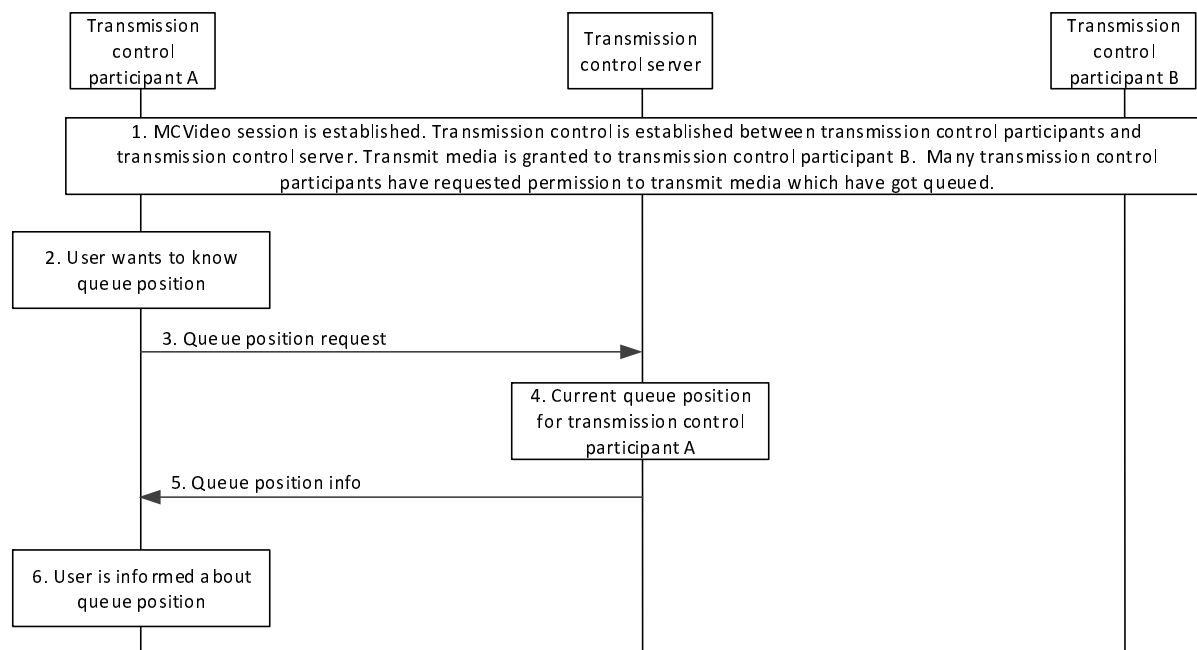 Transmission
control
participant A
Transmission
control server
Transmission
control
participant B
1. MCVideo session is established. Transmission control is established between transmission control participants and
transmission control server. Transmit media is granted to transmission control participant B.  Many transmission control
participants have requested permission to transmit media which have got queued.
2. User wants to know
queue position
3. Queue position request
4. Current queue position
for transmission control
participant A
5. Queue position info
6. User is informed about
queue position